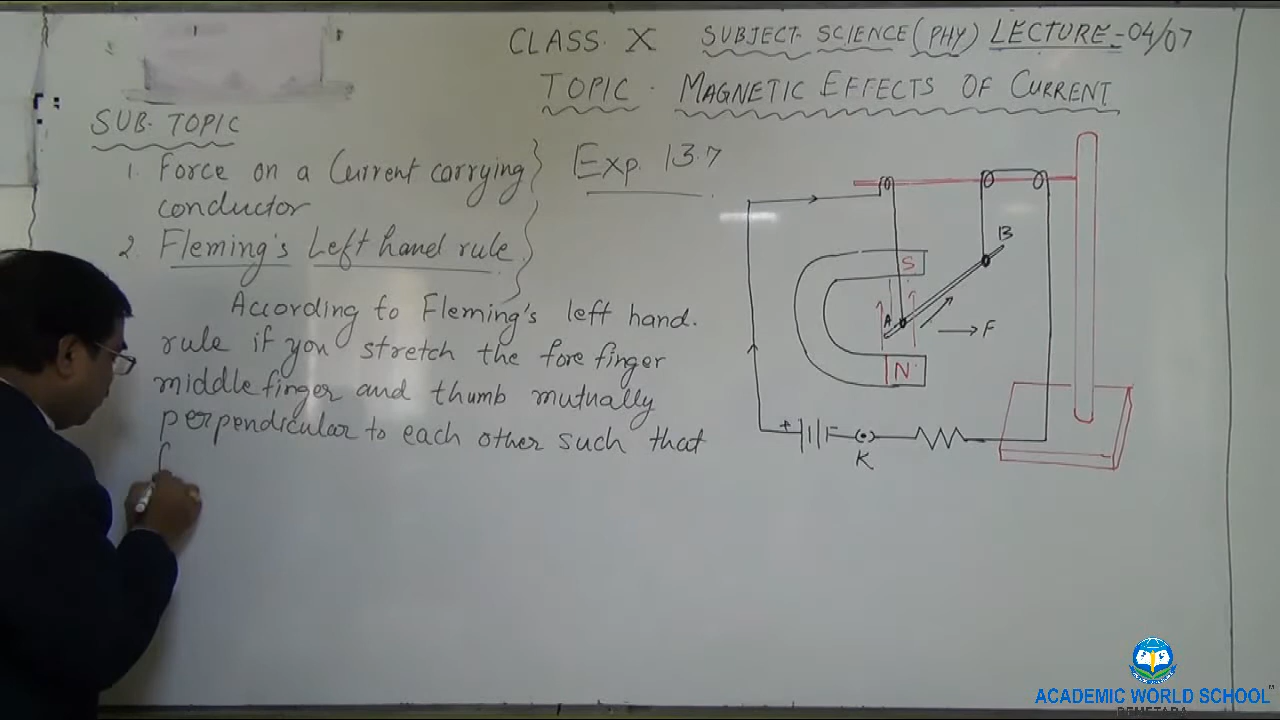 CLASS. X SUBJECT. SCIENCE (PHY) LECTURE - 04/07
TOPIC. MAGNETIC EFFECTS OF CURRENT
SUB. TOPIC
1. Force on a Current carrying
conductor
Exp. 13.7
2. Fleming's Left hand rule
According to Fleming's left hand.
rule if you stretch the fore finger
middle finger and thumb mutually
perpendicular to each other such that
B
S
A
F
N
+
K
ACADEMIC WORLD SCHOOL